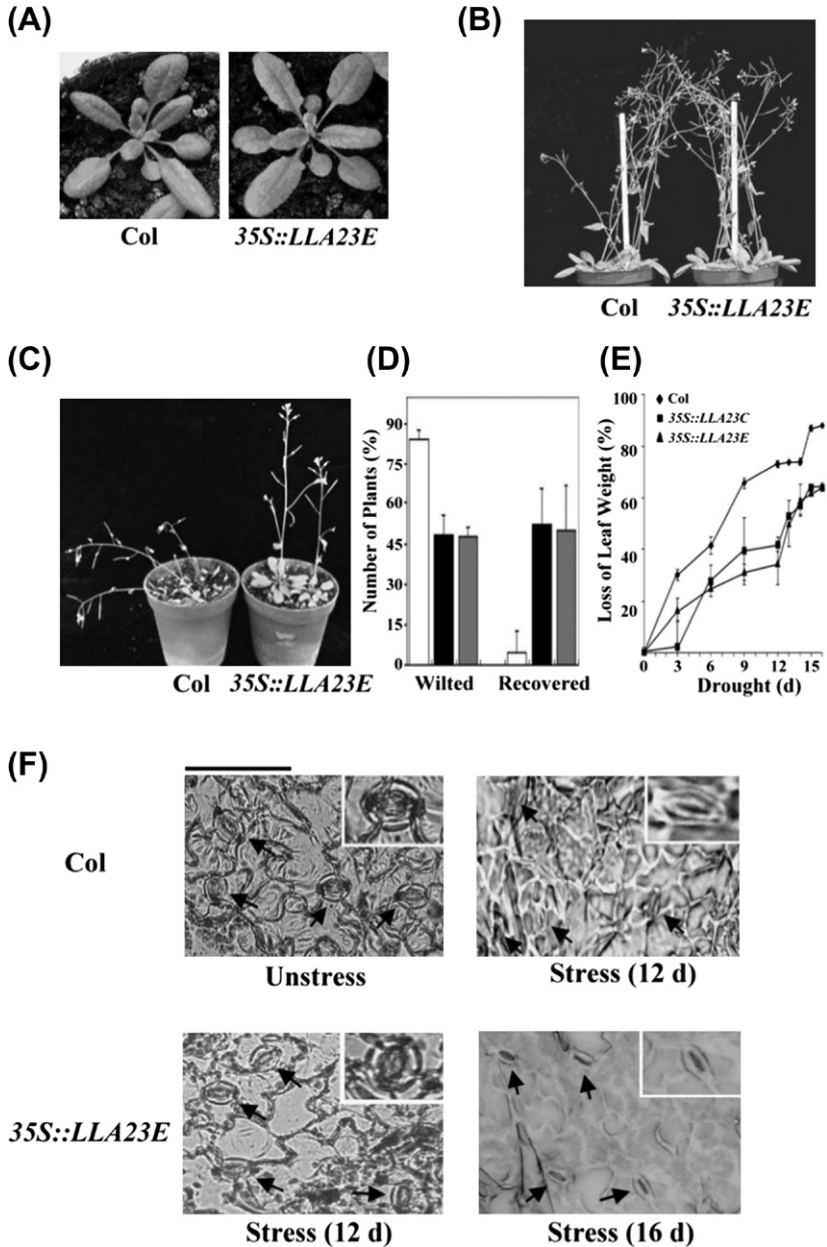 (A)
Col 35S::LLA23E
(B)
Col 35S::LLA23E
(C)
Col 35S::LLA23E
(D)
Number of Plants (%)
90
75
60
45
30
15
0
Wilted Recovered
(E)
Loss of Leaf Weight (%)
100
80
60
40
20
Col
35S::LLA23C
35S::LLA23E
0 3 6 9 12 15
Drought (d)
(F)
Col
Unstress Stress (12 d)
35S::LLA23E
Stress (12 d) Stress (16 d)